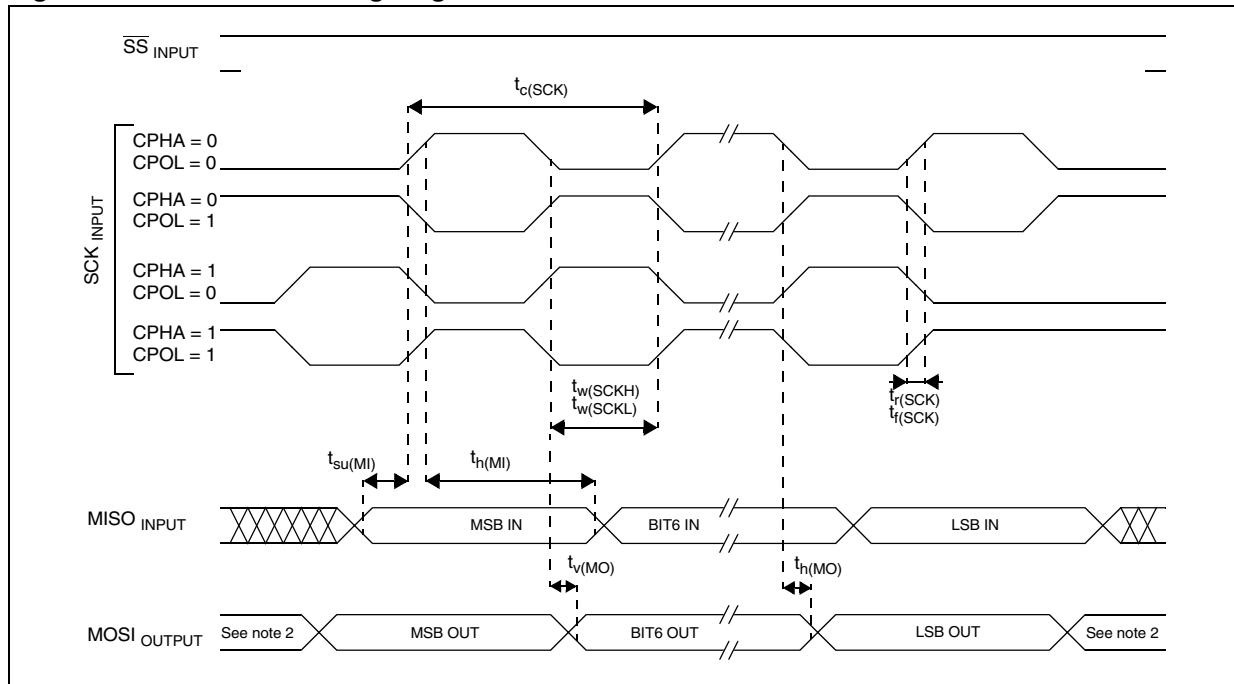 SS INPUT
tc(SCK)
SCK INPUT
CPHA = 0
CPOL = 0
CPHA = 0
CPOL = 1
CPHA = 1
CPOL = 0
CPHA = 1
CPOL = 1
tw(SCKH)
tw(SCKL)
tr(SCK)
tf(SCK)
tsu(MI)
th(MI)
MISO INPUT
MSB IN
BIT6 IN
LSB IN
tv(MO)
th(MO)
MOSI OUTPUT
See note 2
MSB OUT
BIT6 OUT
LSB OUT
See note 2